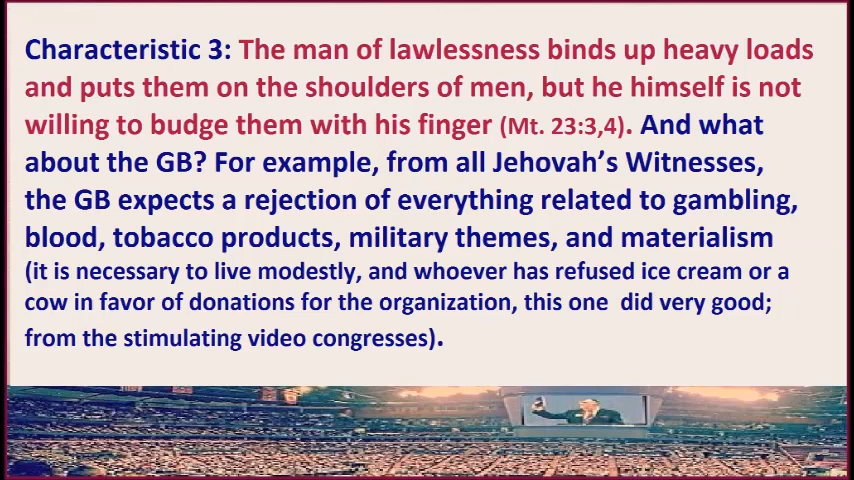 Characteristic 3: The man of lawlessness binds up heavy loads
and puts them on the shoulders of men, but he himself is not
willing to budge them with his finger (Mt. 23:3,4). And what
about the GB? For example, from all Jehovah’s Witnesses,
the GB expects a rejection of everything related to gambling,
blood, tobacco products, military themes, and materialism
(it is necessary to live modestly, and whoever has refused ice cream or a
cow in favor of donations for the organization, this one  did very good;
from the stimulating video congresses).